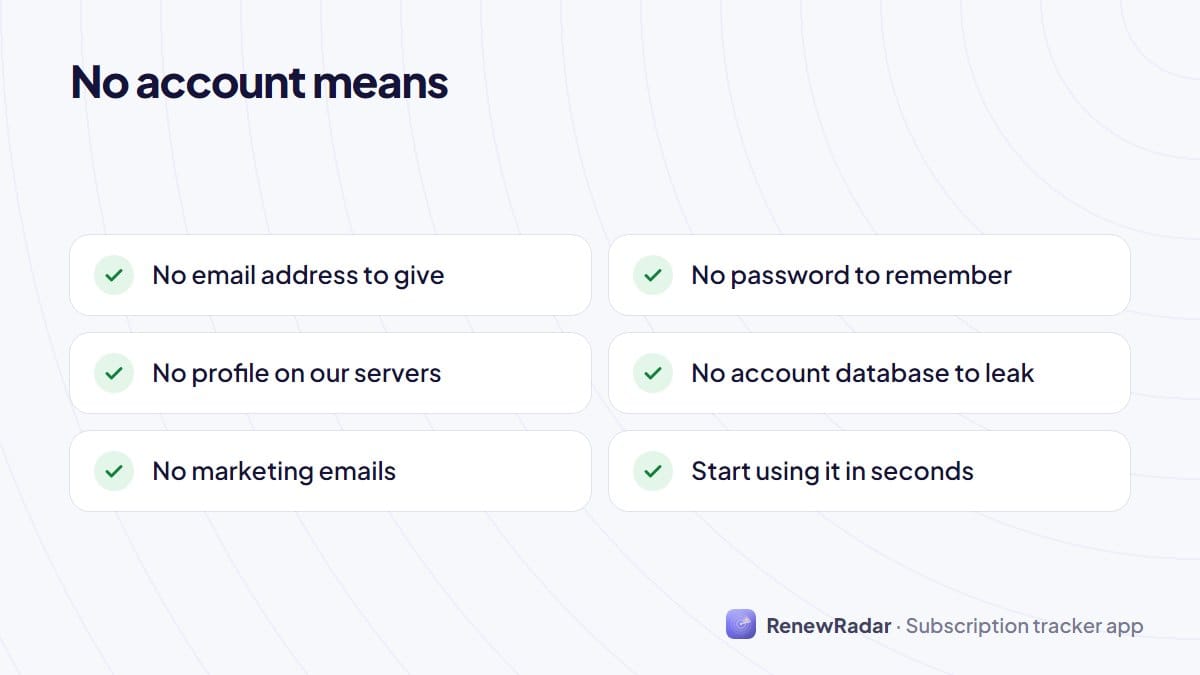 No account means
No email address to give
No password to remember
No profile on our servers
No account database to leak
No marketing emails
Start using it in seconds
RenewRadar · Subscription tracker app